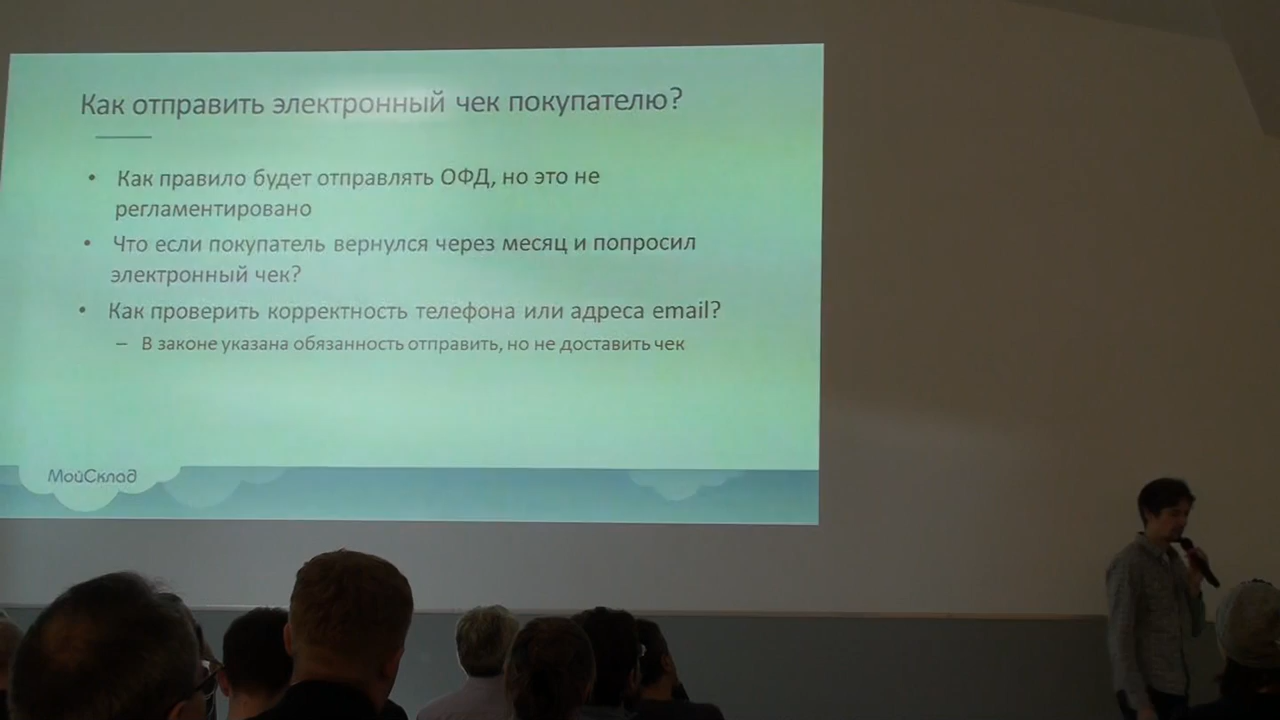 Как отправить электронный чек покупателю?
• Как правило будет отправлять ОФД, но это не
регламентировано
• Что если покупатель вернулся через месяц и попросил
электронный чек?
• Как проверить корректность телефона или адреса email?
– В законе указана обязанность отправить, но не доставить чек
МойСклад